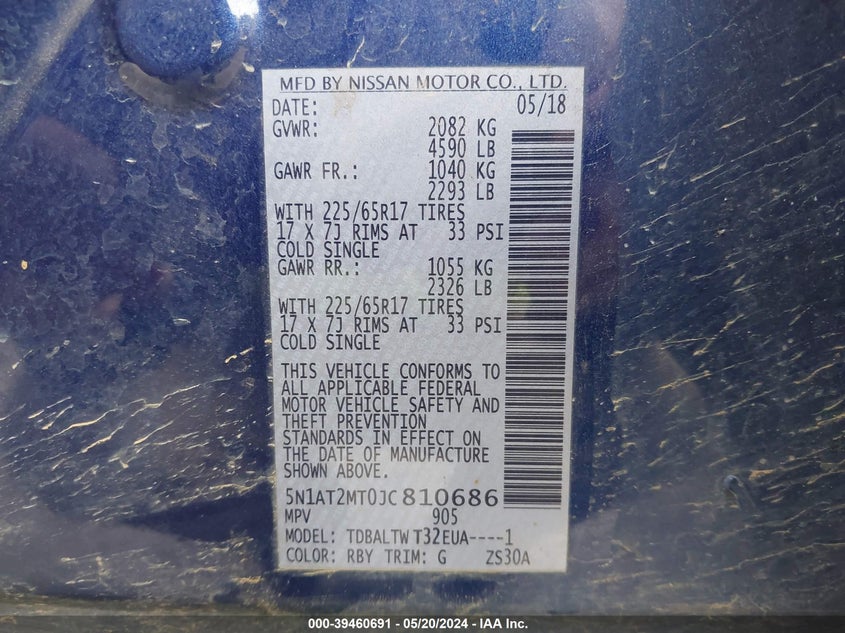 MFD BY NISSAN MOTOR CO., LTD.
DATE: 05/18
GVWR: 2082 KG
4590 LB
GAWR FR.: 1040 KG
2293 LB
WITH 225/65R17 TIRES
17 X 7J RIMS AT 33 PSI
COLD SINGLE
GAWR RR.: 1055 KG
2326 LB
WITH 225/65R17 TIRES
17 X 7J RIMS AT 33 PSI
COLD SINGLE
THIS VEHICLE CONFORMS TO
ALL APPLICABLE FEDERAL
MOTOR VEHICLE SAFETY AND
THEFT PREVENTION
STANDARDS IN EFFECT ON
THE DATE OF MANUFACTURE
SHOWN ABOVE.
5N1AT2MT0JC810686
MPV 905
MODEL: TDBALTW T32EUA----1
COLOR: RBY TRIM: G ZS30A
000-39460691 - 05/20/2024 - IAA Inc.